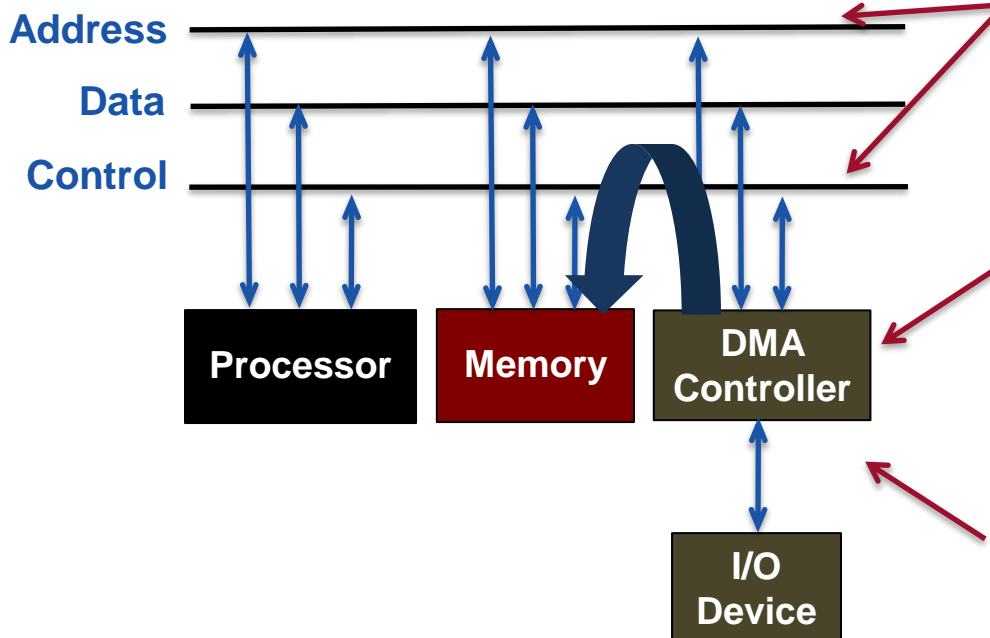 Address
Data
Control
Processor
Memory
DMA
Controller
I/O
Device